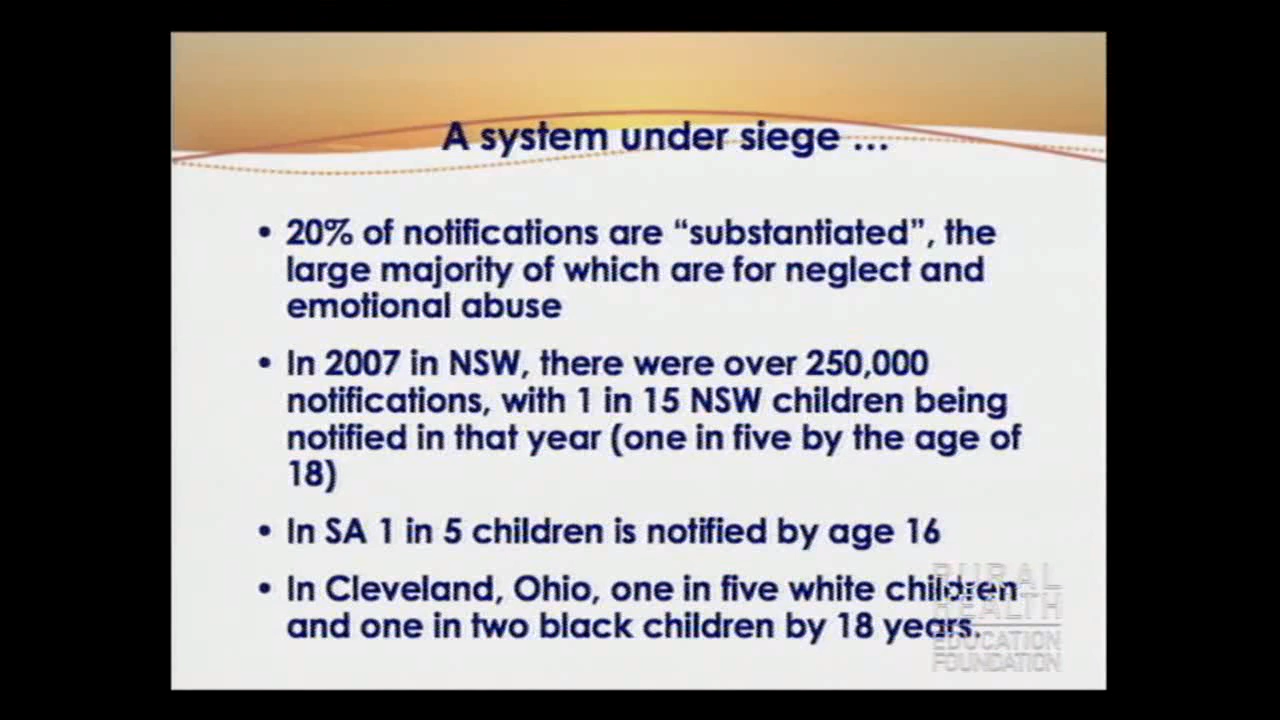 A system under siege ...
• 20% of notifications are “substantiated”, the
large majority of which are for neglect and
emotional abuse
• In 2007 in NSW, there were over 250,000
notifications, with 1 in 15 NSW children being
notified in that year (one in five by the age of
18)
• In SA 1 in 5 children is notified by age 16
• In Cleveland, Ohio, one in five white children
and one in two black children by 18 years.
RURAL
HEALTH
EDUCATION
FOUNDATION